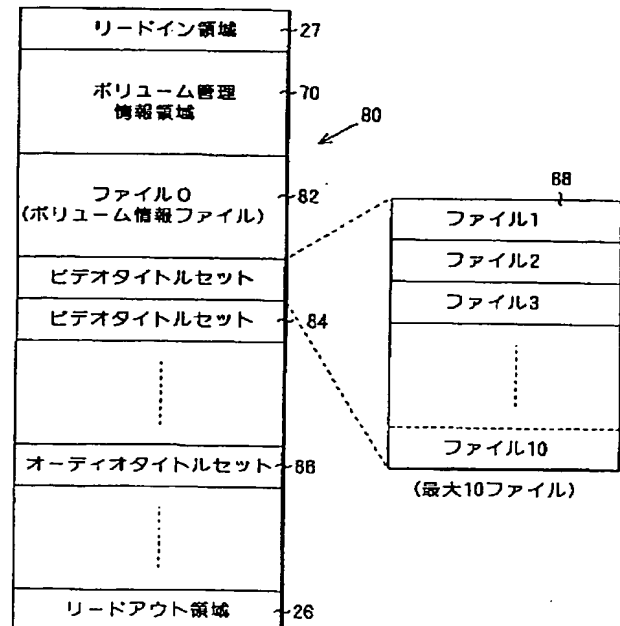 リードイン領域 27
ボリューム管理
情報領域 70
80
ファイル0
(ボリューム情報ファイル) 82
ビデオタイトルセット
ビデオタイトルセット 84
オーディオタイトルセット 86
リードアウト領域 26
88
ファイル1
ファイル2
ファイル3
ファイル10
(最大10ファイル)